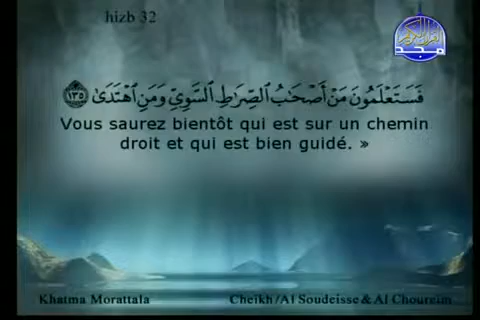 hizb 32
فَسَتَعْلَمُونَ مَنْ أَصْحَٰبُ ٱلصِّرَٰطِ ٱلسَّوِىِّ وَمَنِ ٱهْتَدَىٰ ١٣٥
Vous saurez bientôt qui est sur un chemin
droit et qui est bien guidé. »
Khatma Morattala
Cheikh /Al Soudeisse & Al Choureim